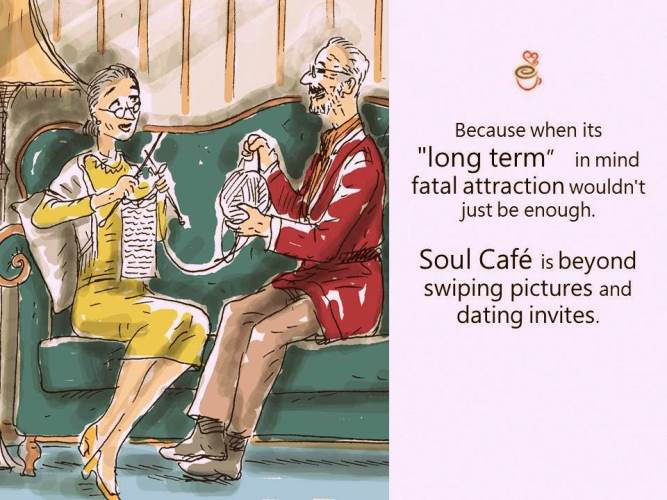 Because when its
"long term" in mind
fatal attraction wouldn't
just be enough.
Soul Café is beyond
swiping pictures and
dating invites.